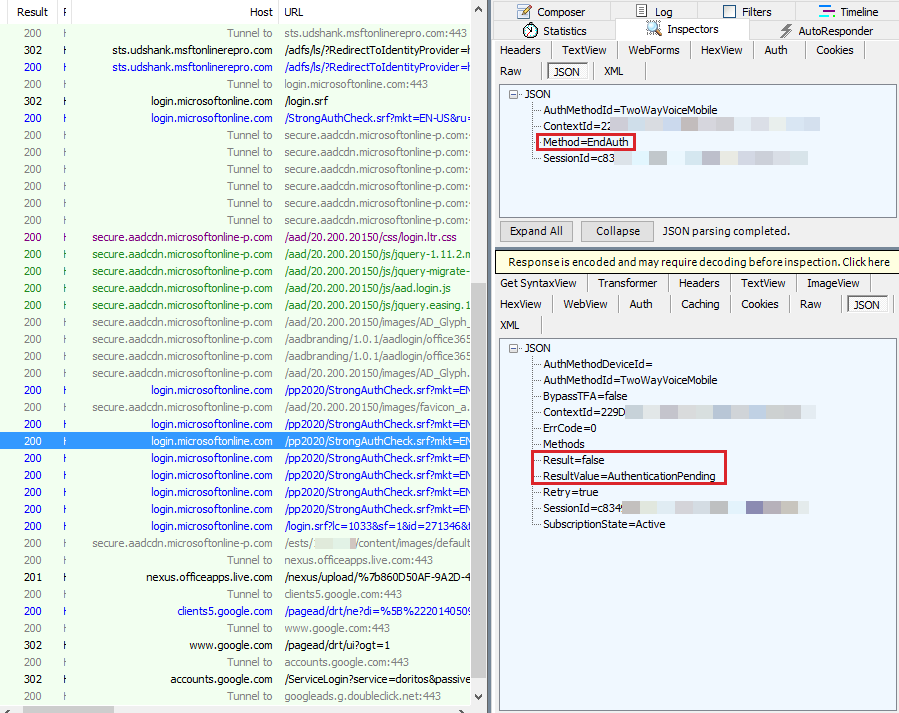 Result Host URL
200 Tunnel to sts.udshank.msftonlinerepro.com:443
302 sts.udshank.msftonlinerepro.com /adfs/ls/?RedirectToIdentityProvider=
200 sts.udshank.msftonlinerepro.com /adfs/ls/?RedirectToIdentityProvider=
200 Tunnel to login.microsoftonline.com:443
302 login.microsoftonline.com /login.srf
200 login.microsoftonline.com /StrongAuthCheck.srf?mkt=EN-US&ru=
200 Tunnel to secure.aadcdn.microsoftonline-p.com:
200 Tunnel to secure.aadcdn.microsoftonline-p.com:
200 Tunnel to secure.aadcdn.microsoftonline-p.com:
200 Tunnel to secure.aadcdn.microsoftonline-p.com:
200 Tunnel to secure.aadcdn.microsoftonline-p.com:
200 Tunnel to secure.aadcdn.microsoftonline-p.com:
200 secure.aadcdn.microsoftonline-p.com /aad/20.200.20150/css/login.ltr.css
200 secure.aadcdn.microsoftonline-p.com /aad/20.200.20150/js/jquery-1.11.2.m
200 secure.aadcdn.microsoftonline-p.com /aad/20.200.20150/js/jquery-migrate-
200 secure.aadcdn.microsoftonline-p.com /aad/20.200.20150/js/aad.login.js
200 secure.aadcdn.microsoftonline-p.com /aad/20.200.20150/js/jquery.easing.1
200 secure.aadcdn.microsoftonline-p.com /aad/20.200.20150/images/AD_Glyph_
200 secure.aadcdn.microsoftonline-p.com /aadbranding/1.0.1/aadlogin/office365
200 secure.aadcdn.microsoftonline-p.com /aadbranding/1.0.1/aadlogin/office365
200 secure.aadcdn.microsoftonline-p.com /aad/20.200.20150/images/AD_Glyph_
200 login.microsoftonline.com /pp2020/StrongAuthCheck.srf?mkt=EN
200 secure.aadcdn.microsoftonline-p.com /aad/20.200.20150/images/favicon_a.
200 login.microsoftonline.com /pp2020/StrongAuthCheck.srf?mkt=EN
200 login.microsoftonline.com /pp2020/StrongAuthCheck.srf?mkt=EN
200 login.microsoftonline.com /pp2020/StrongAuthCheck.srf?mkt=EN
200 login.microsoftonline.com /pp2020/StrongAuthCheck.srf?mkt=EN
200 login.microsoftonline.com /pp2020/StrongAuthCheck.srf?mkt=EN
200 login.microsoftonline.com /pp2020/StrongAuthCheck.srf?mkt=EN
200 login.microsoftonline.com /login.srf?lc=1033&sf=1&id=271346&
200 secure.aadcdn.microsoftonline-p.com /ests/ /content/images/default
200 Tunnel to nexus.officeapps.live.com:443
201 nexus.officeapps.live.com /nexus/upload/%7b860D50AF-9A2D-4
200 Tunnel to clients5.google.com:443
200 clients5.google.com /pagead/drt/ne?di=%5B%2220140509
200 Tunnel to www.google.com:443
302 www.google.com /pagead/drt/ui?ogt=1
200 Tunnel to accounts.google.com:443
302 accounts.google.com /ServiceLogin?service=doritos&passive
200 Tunnel to googleads.g.doubleclick.net:443
Composer Log Filters Timeline
Statistics Inspectors AutoResponder
Headers TextView WebForms HexView Auth Cookies
Raw JSON XML
JSON
AuthMethodId=TwoWayVoiceMobile
ContextId=22
Method=EndAuth
SessionId=c83
Expand All Collapse JSON parsing completed.
Response is encoded and may require decoding before inspection. Click here
Get SyntaxView Transformer Headers TextView ImageView
HexView WebView Auth Caching Cookies Raw JSON
XML
JSON
AuthMethodDeviceId=
AuthMethodId=TwoWayVoiceMobile
BypassTFA=false
ContextId=229D
ErrCode=0
Methods
Result=false
ResultValue=AuthenticationPending
Retry=true
SessionId=c834
SubscriptionState=Active